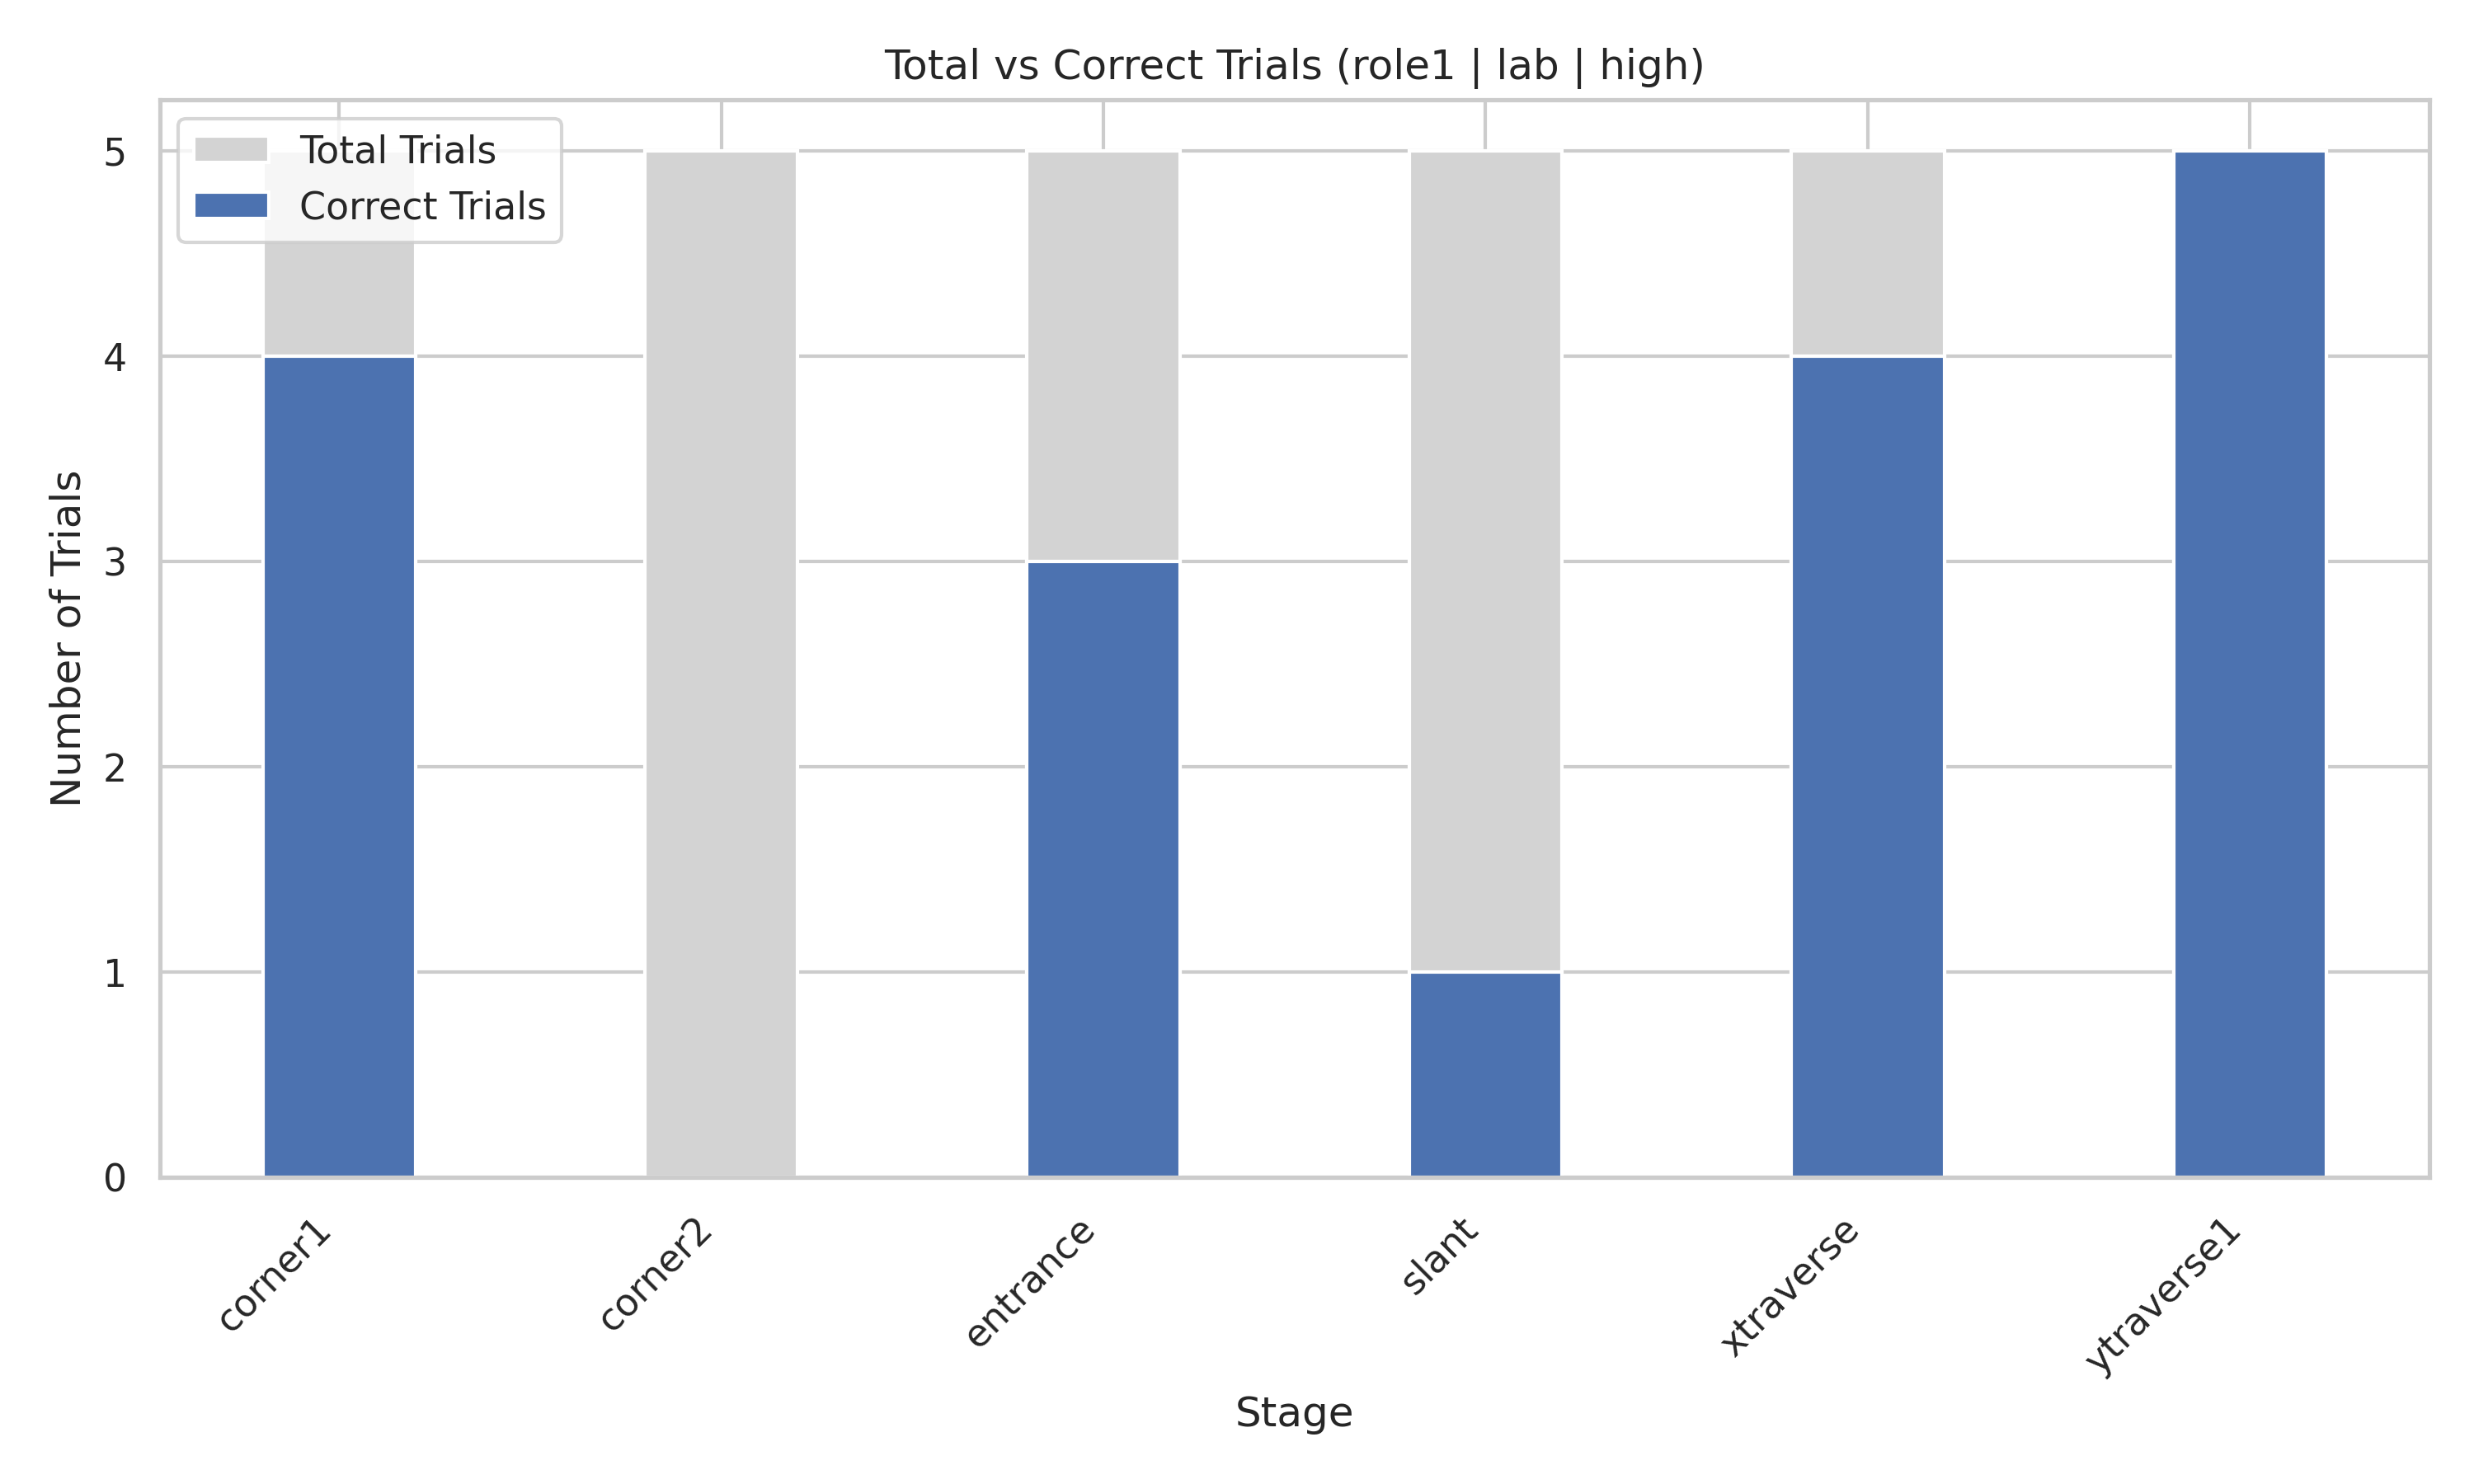 Total vs Correct Trials (role1 | lab | high)
Total Trials
Correct Trials
Number of Trials
5
4
3
2
1
0
corner1
corner2
entrance
slant
xtraverse
ytraverse1
Stage